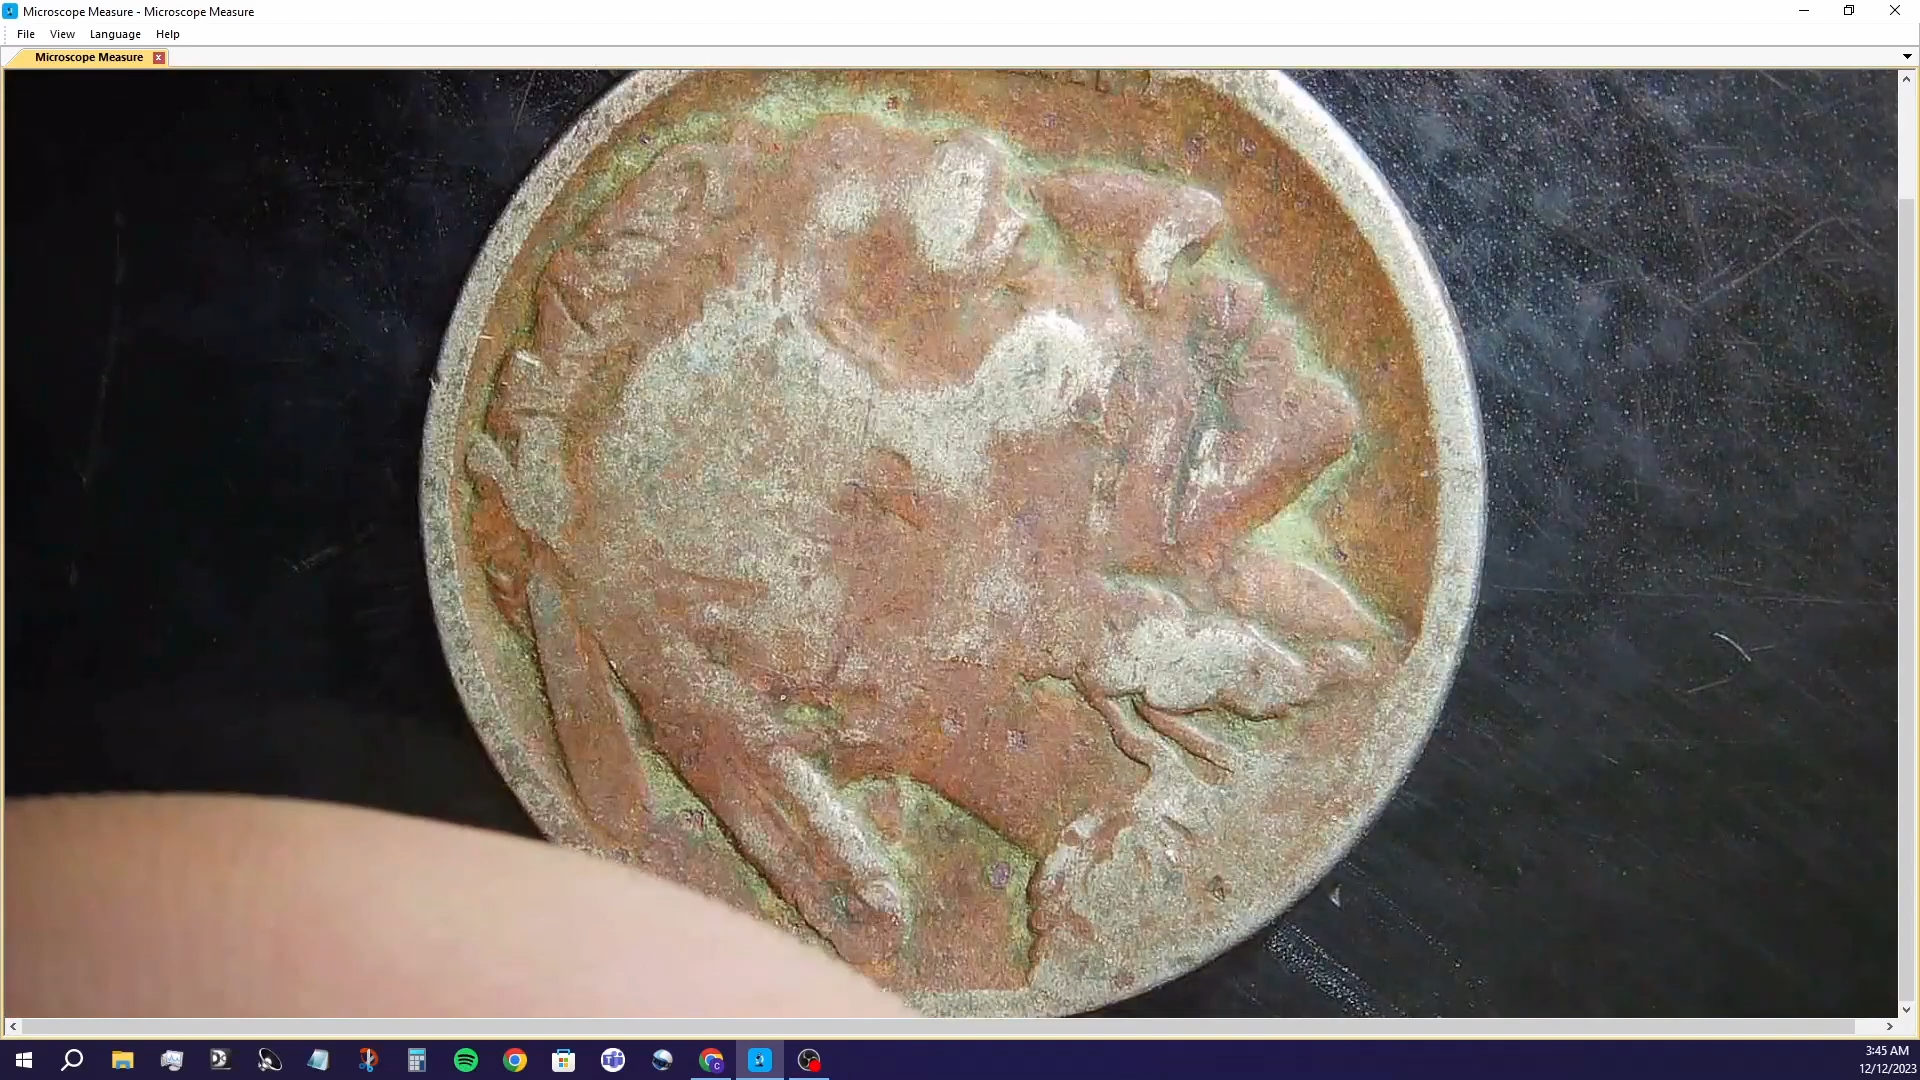 Microscope Measure - Microscope Measure
File View Language Help
Microscope Measure
3:45 AM
12/12/2023